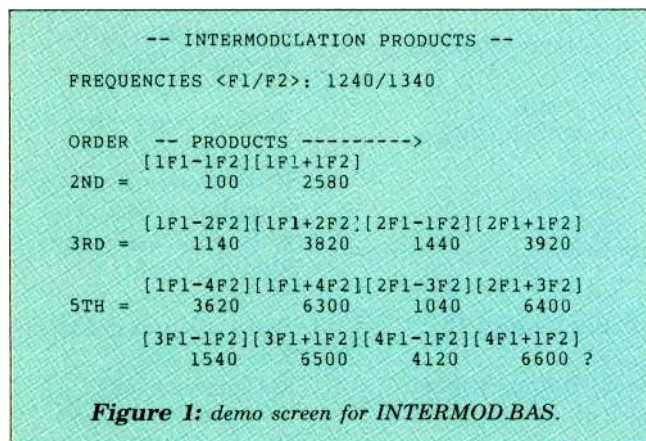 -- INTERMODULATION PRODUCTS --
FREQUENCIES <F1/F2>: 1240/1340
ORDER -- PRODUCTS --------->
[1F1-1F2][1F1+1F2]
2ND = 100 2580
[1F1-2F2][1F1+2F2][2F1-1F2][2F1+1F2]
3RD = 1140 3820 1440 3920
[1F1-4F2][1F1+4F2][2F1-3F2][2F1+3F2]
5TH = 3620 6300 1040 6400
[3F1-1F2][3F1+1F2][4F1-1F2][4F1+1F2]
1540 6500 4120 6600 ?
Figure 1: demo screen for INTERMOD.BAS.